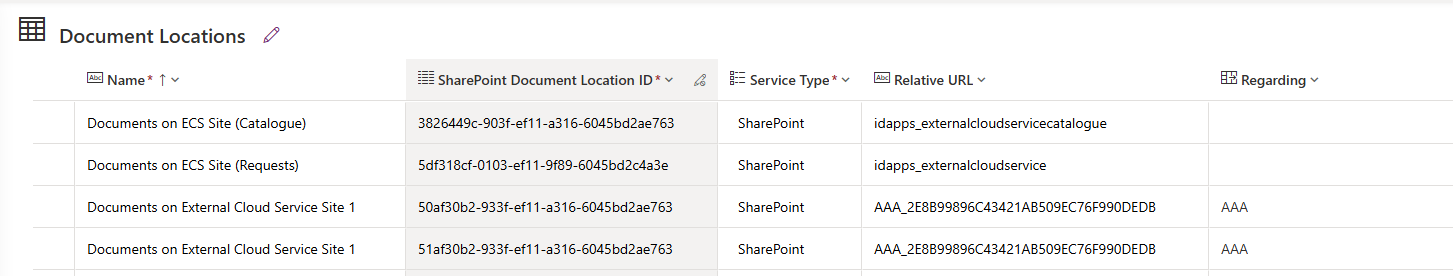 Document Locations
Abc Name* ↑ SharePoint Document Location ID* Service Type* Abc Relative URL Regarding
Documents on ECS Site (Catalogue) 3826449c-903f-ef11-a316-6045bd2ae763 SharePoint idapps_externalcloudservicecatalogue
Documents on ECS Site (Requests) 5df318cf-0103-ef11-9f89-6045bd2c4a3e SharePoint idapps_externalcloudservice
Documents on External Cloud Service Site 1 50af30b2-933f-ef11-a316-6045bd2ae763 SharePoint AAA_2E8B99896C43421AB509EC76F990DEDB AAA
Documents on External Cloud Service Site 1 51af30b2-933f-ef11-a316-6045bd2ae763 SharePoint AAA_2E8B99896C43421AB509EC76F990DEDB AAA